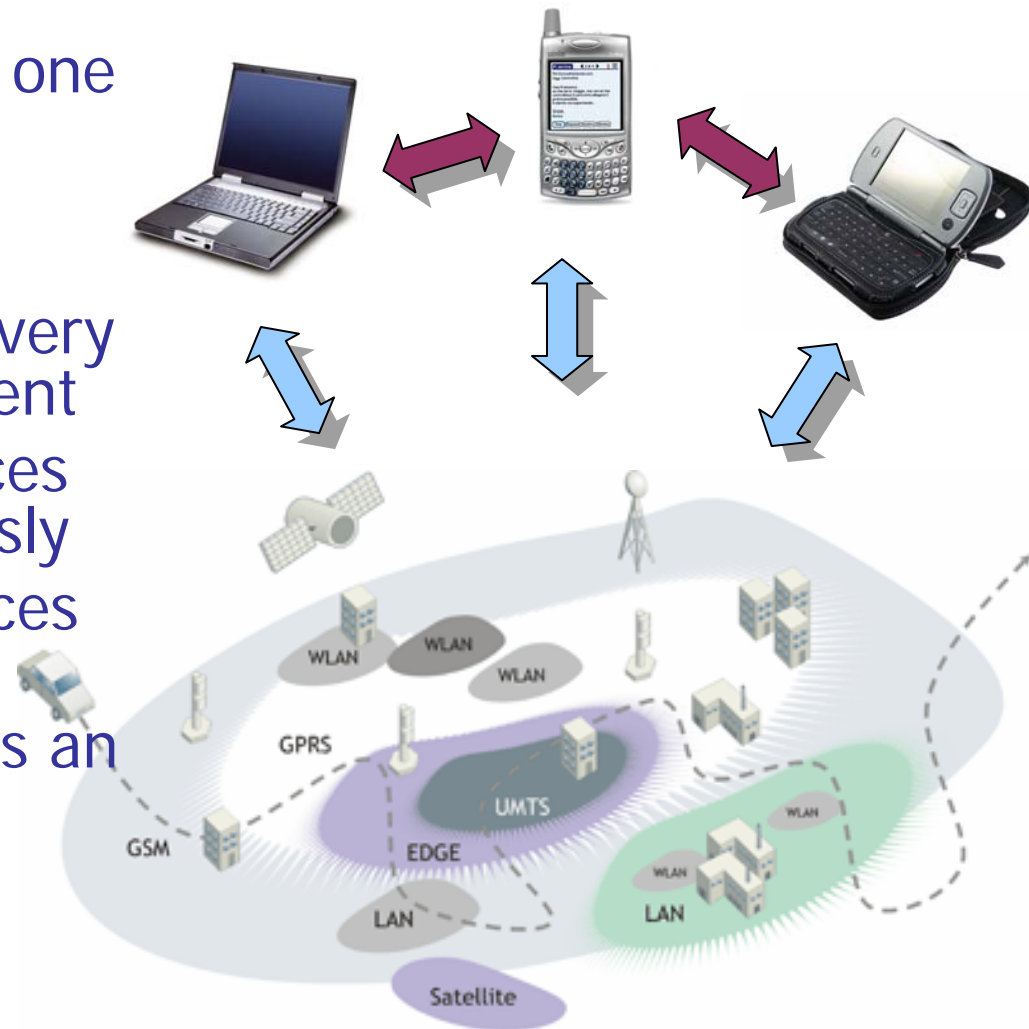 one
very
ent
ces
sly
ces
s an
WLAN
WLAN
WLAN
GPRS
UMTS
WLAN
GSM
EDGE
WLAN
LAN
LAN
Satellite